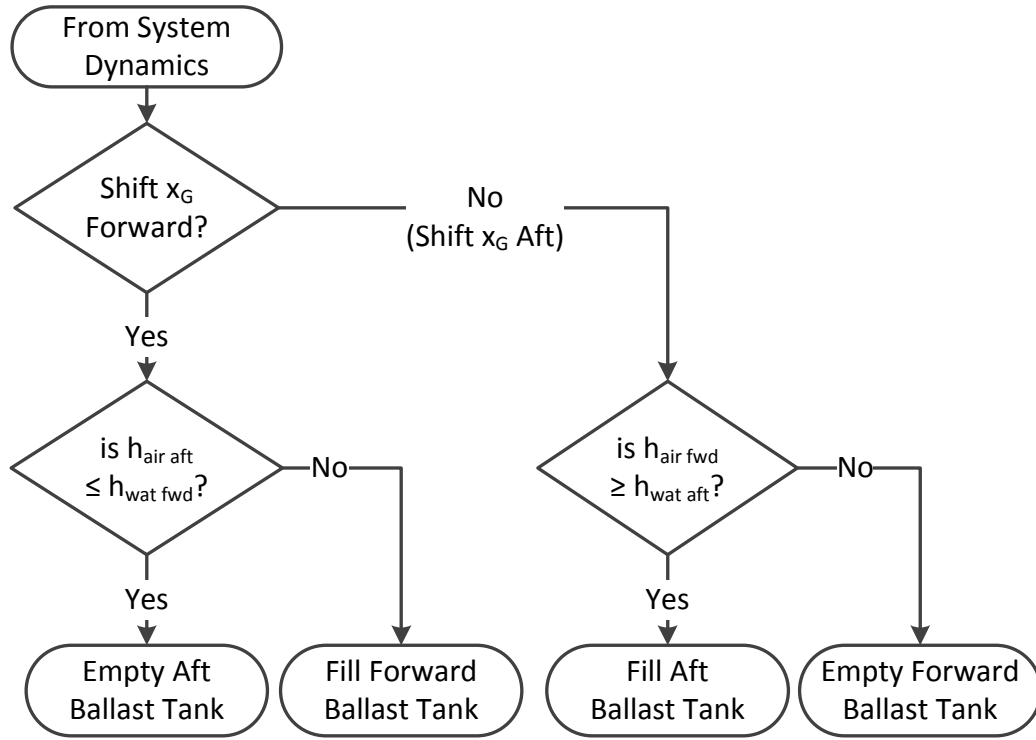 From System
Dynamics
Shift x_G
Forward?
No
(Shift x_G Aft)
Yes
is h_air aft
≤ h_wat fwd?
No
is h_air fwd
≥ h_wat aft?
No
Yes
Yes
Empty Aft
Ballast Tank
Fill Forward
Ballast Tank
Fill Aft
Ballast Tank
Empty Forward
Ballast Tank